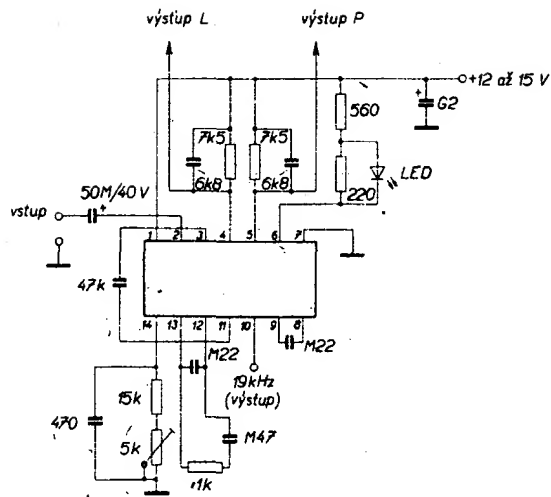 výstup L
výstup P
+12 až 15 V
+
G2
560
7k5
7k5
6k8
6k8
LED
220
50M/40 V
+
vstup
1
2
3
4
5
6
7
47k
14
13
12
11
10
9
8
M22
M22
19kHz
(výstup)
15k
470
5k
M47
1k